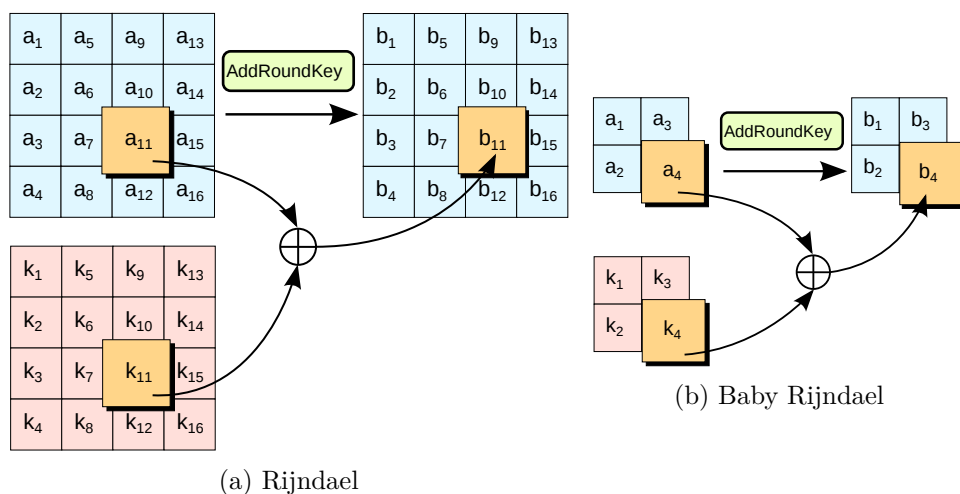 a1 a5 a9 a13
a2 a6 a10 a14
a3 a7 a11 a15
a4 a8 a12 a16
AddRoundKey
b1 b5 b9 b13
b2 b6 b10 b14
b3 b7 b11 b15
b4 b8 b12 b16
k1 k5 k9 k13
k2 k6 k10 k14
k3 k7 k11 k15
k4 k8 k12 k16
(a) Rijndael
a1 a3
a2 a4
AddRoundKey
b1 b3
b2 b4
k1 k3
k2 k4
(b) Baby Rijndael